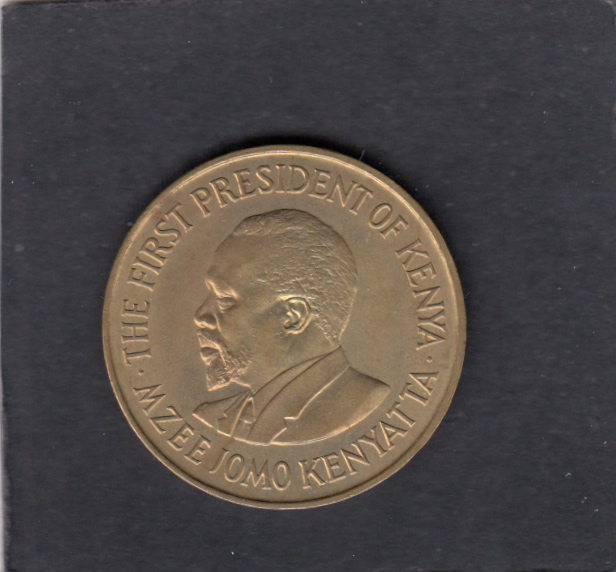 · THE FIRST PRESIDENT OF KENYA ·
MZEE JOMO KENYATTA